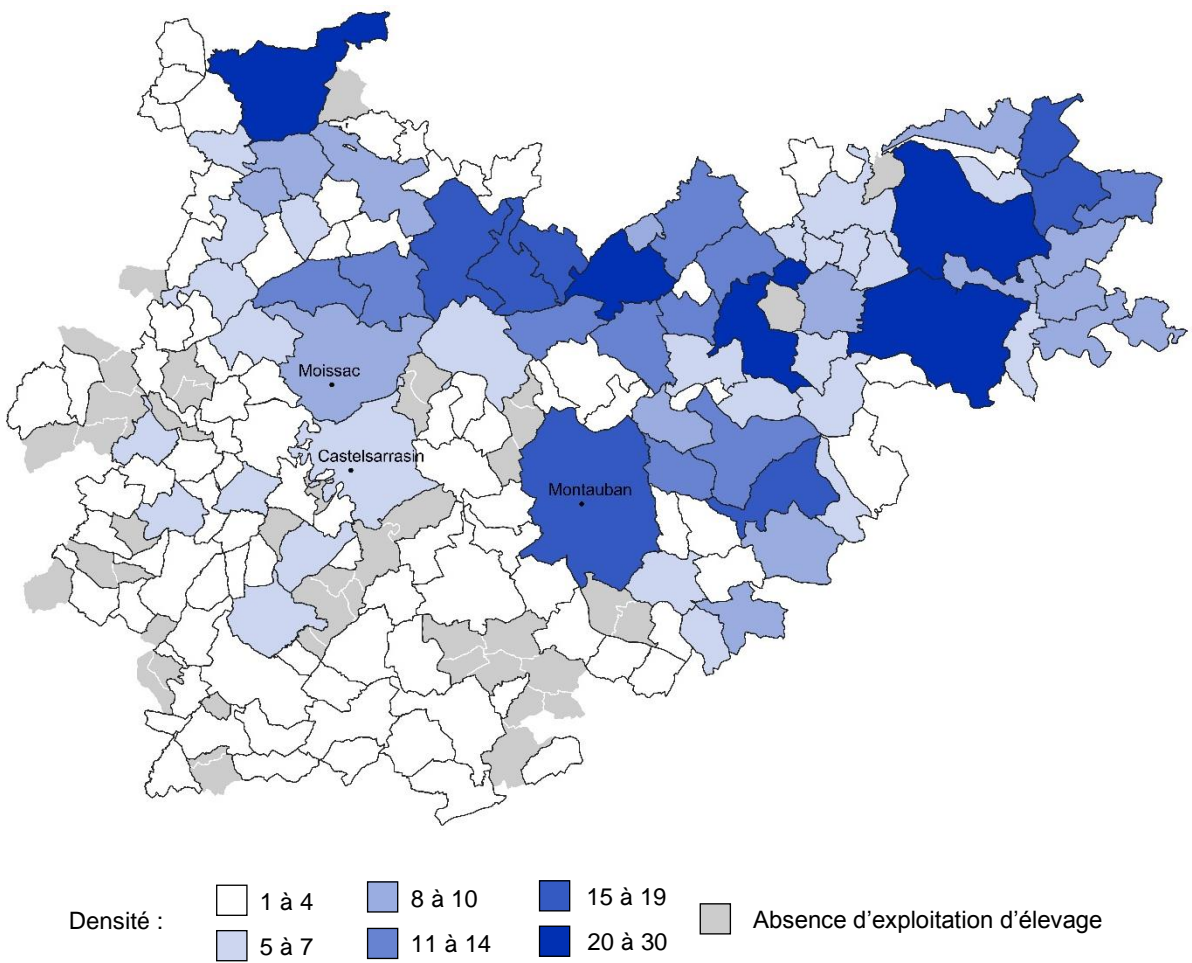 Moissac
Castelsarrasin
Montauban
Densité :
1 à 4
8 à 10
15 à 19
Absence d'exploitation d'élevage
5 à 7
11 à 14
20 à 30